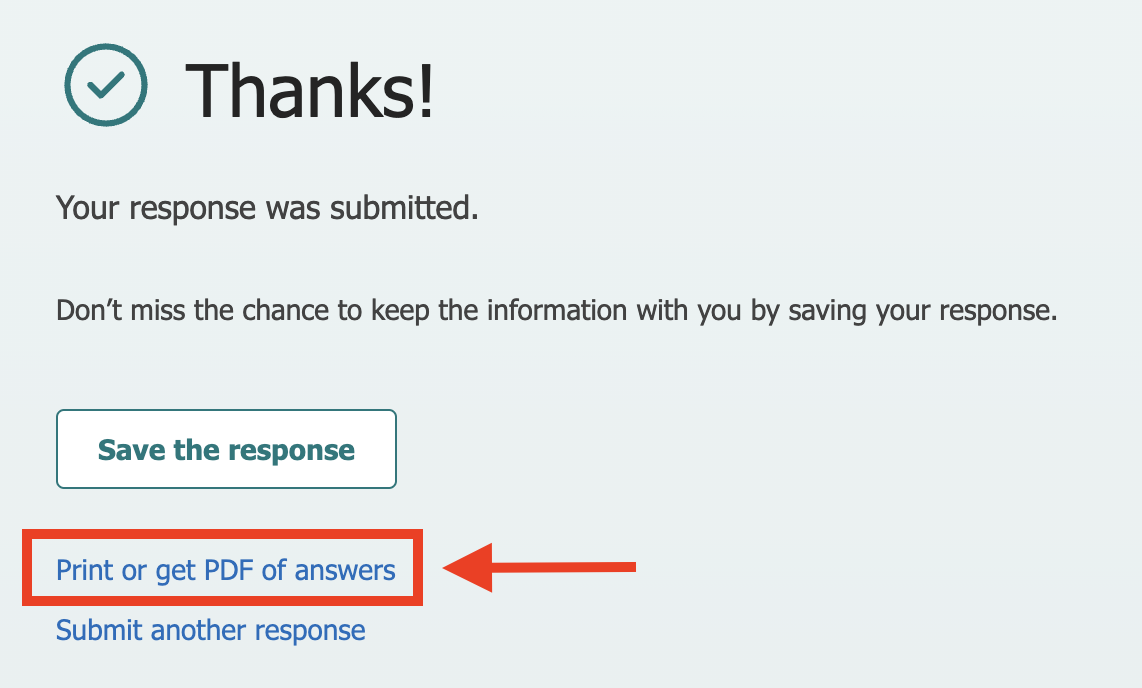 Thanks!
Your response was submitted.
Don’t miss the chance to keep the information with you by saving your response.
Save the response
Print or get PDF of answers
Submit another response